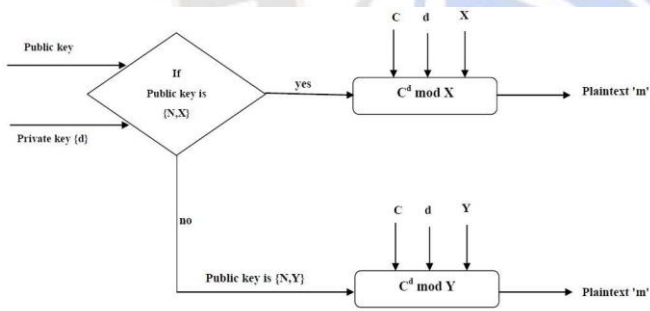 Public key
If
Public key is
{N,X}
Private key {d}
yes
C d X
C^d mod X
Plaintext 'm'
no
Public key is {N,Y}
C d Y
C^d mod Y
Plaintext 'm'